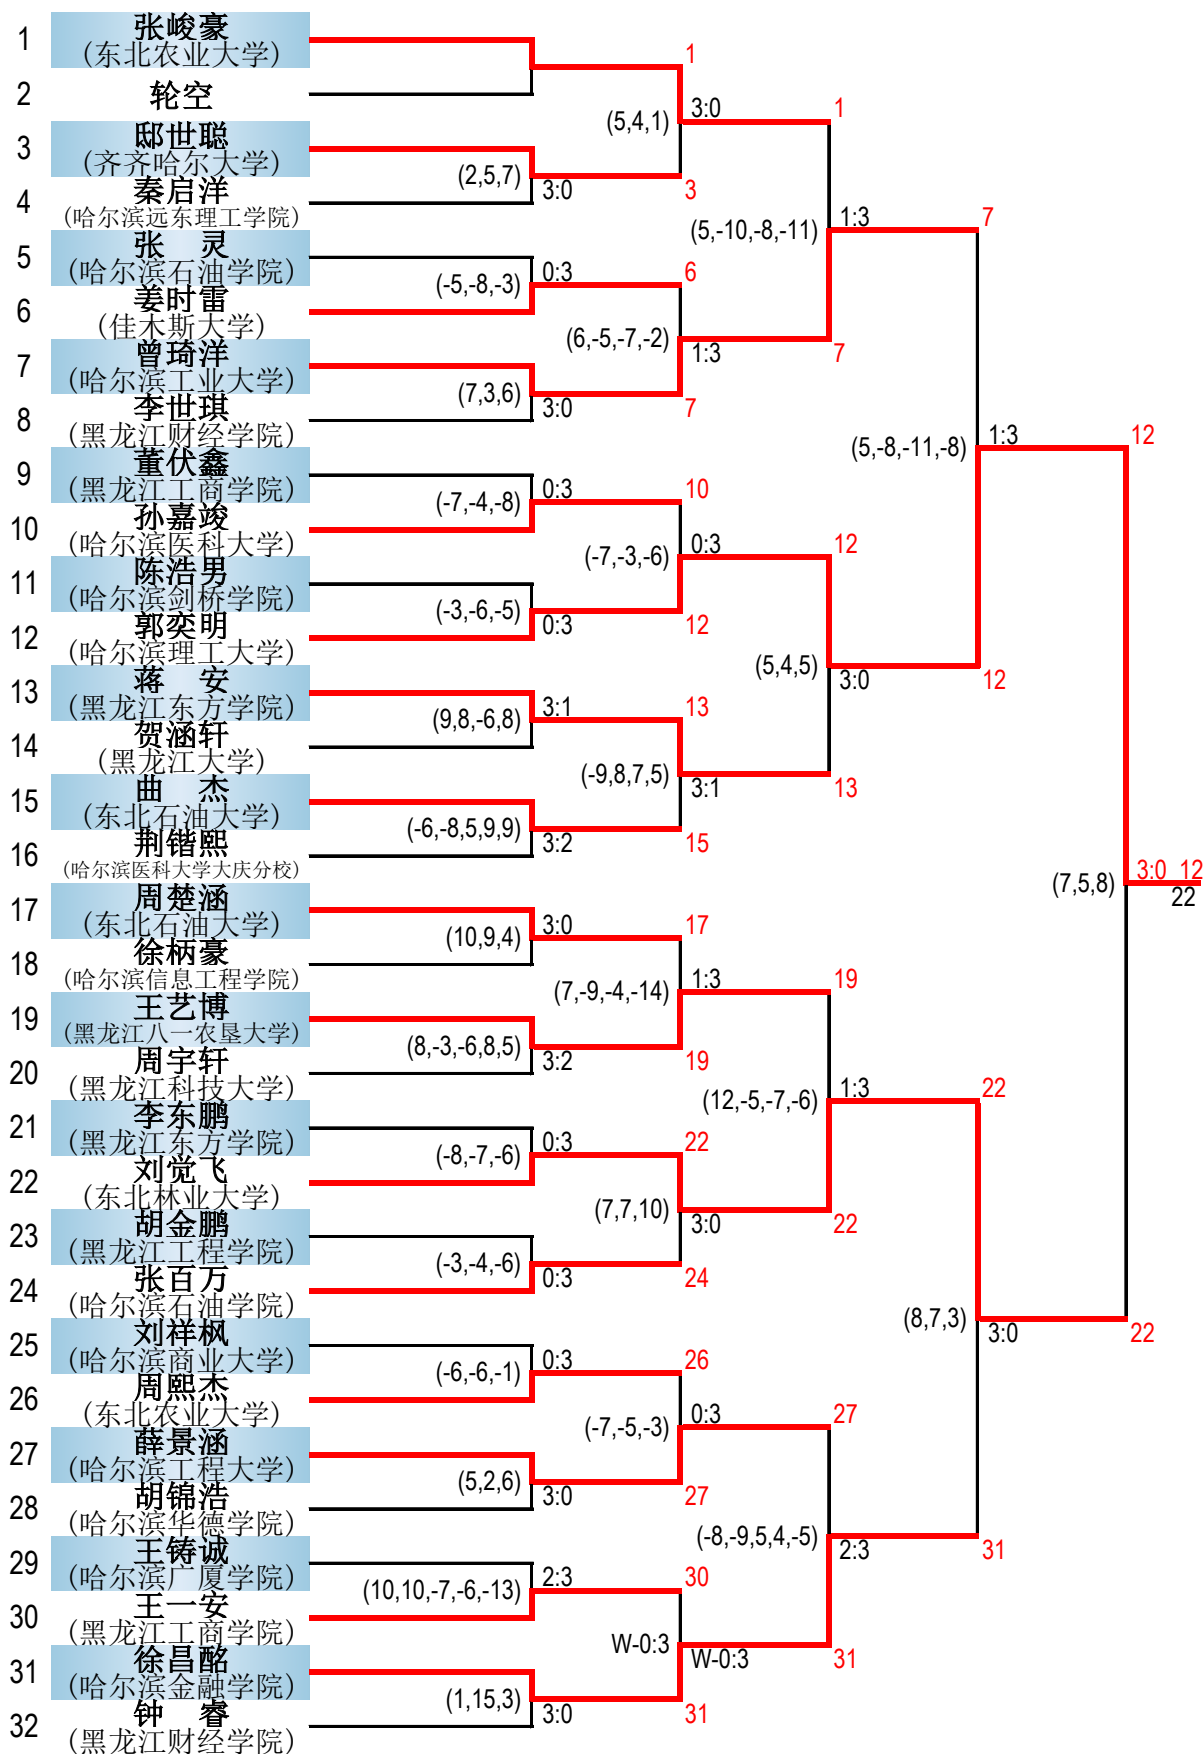 1
张峻豪
(东北农业大学)
2
轮空
3
邸世聪
(齐齐哈尔大学)
4
秦启洋
(哈尔滨远东理工学院)
5
张 灵
(哈尔滨石油学院)
6
姜时雷
(佳木斯大学)
7
曾琦洋
(哈尔滨工业大学)
8
李世琪
(黑龙江财经学院)
9
董伏鑫
(黑龙江工商学院)
10
孙嘉竣
(哈尔滨医科大学)
11
陈浩男
(哈尔滨剑桥学院)
12
郭奕明
(哈尔滨理工大学)
13
蒋 安
(黑龙江东方学院)
14
贺涵轩
(黑龙江大学)
15
曲 杰
(东北石油大学)
16
荆锴熙
(哈尔滨医科大学大庆分校)
17
周楚涵
(东北石油大学)
18
徐柄豪
(哈尔滨信息工程学院)
19
王艺博
(黑龙江八一农垦大学)
20
周宇轩
(黑龙江科技大学)
21
李东鹏
(黑龙江东方学院)
22
刘觉飞
(东北林业大学)
23
胡金鹏
(黑龙江工程学院)
24
张百万
(哈尔滨石油学院)
25
刘祥枫
(哈尔滨商业大学)
26
周熙杰
(东北农业大学)
27
薛景涵
(哈尔滨工程大学)
28
胡锦浩
(哈尔滨华德学院)
29
王铸诚
(哈尔滨广厦学院)
30
王一安
(黑龙江工商学院)
31
徐昌酩
(哈尔滨金融学院)
32
钟 睿
(黑龙江财经学院)
(2,5,7)
3:0
(-5,-8,-3)
0:3
(7,3,6)
3:0
(-7,-4,-8)
0:3
(-3,-6,-5)
0:3
(9,8,-6,8)
3:1
(-6,-8,5,9,9)
3:2
(10,9,4)
3:0
(8,-3,-6,8,5)
3:2
(-8,-7,-6)
0:3
(-3,-4,-6)
0:3
(-6,-6,-1)
0:3
(5,2,6)
3:0
(10,10,-7,-6,-13)
2:3
(1,15,3)
3:0
1
(5,4,1)
3:0
3
6
(6,-5,-7,-2)
1:3
7
10
(-7,-3,-6)
0:3
12
13
(-9,8,7,5)
3:1
15
17
(7,-9,-4,-14)
1:3
19
22
(7,7,10)
3:0
24
26
(-7,-5,-3)
0:3
27
30
W-0:3
W-0:3
31
1
(5,-10,-8,-11)
1:3
7
12
(5,4,5)
3:0
13
19
(12,-5,-7,-6)
1:3
22
27
(-8,-9,5,4,-5)
2:3
31
7
(5,-8,-11,-8)
1:3
12
22
(8,7,3)
3:0
31
12
(7,5,8)
3:0 12
22
22